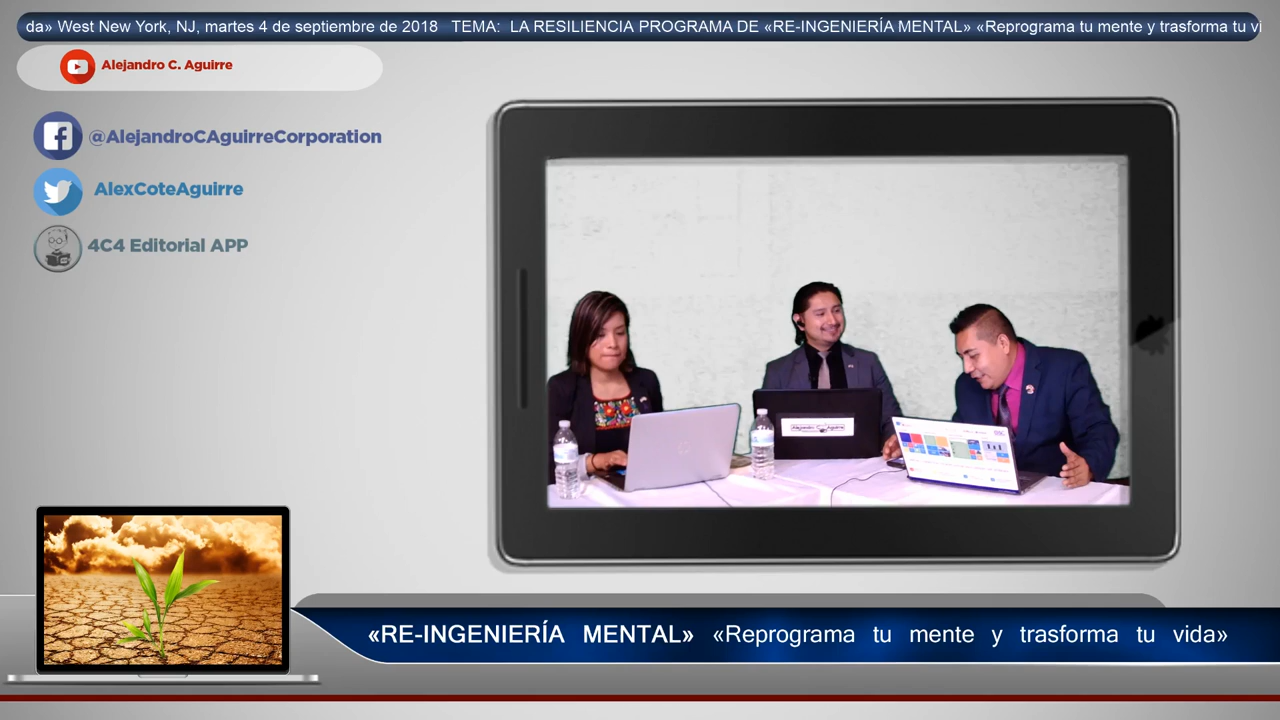 da» West New York, NJ, martes 4 de septiembre de 2018 TEMA: LA RESILIENCIA PROGRAMA DE «RE-INGENIERÍA MENTAL» «Reprograma tu mente y trasforma tu vi
Alejandro C. Aguirre
@AlejandroCAguirreCorporation
AlexCoteAguirre
4C4 Editorial APP
Alejandro C. Aguirre
«RE-INGENIERÍA MENTAL» «Reprograma tu mente y trasforma tu vida»